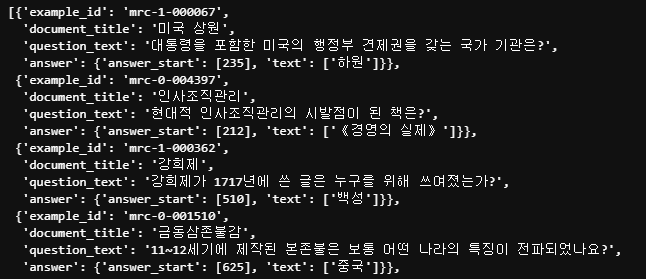 [{'example_id': 'mrc-1-000067',
'document_title': '미국 상원',
'question_text': '대통령을 포함한 미국의 행정부 견제권을 갖는 국가 기관은?',
'answer': {'answer_start': [235], 'text': ['하원']}},
{'example_id': 'mrc-0-004397',
'document_title': '인사조직관리',
'question_text': '현대적 인사조직관리의 시발점이 된 책은?',
'answer': {'answer_start': [212], 'text': ['《경영의 실제》']}},
{'example_id': 'mrc-1-000362',
'document_title': '강희제',
'question_text': '강희제가 1717년에 쓴 글은 누구를 위해 쓰여졌는가?',
'answer': {'answer_start': [510], 'text': ['백성']}},
{'example_id': 'mrc-0-001510',
'document_title': '금동삼존불감',
'question_text': '11~12세기에 제작된 본존불은 보통 어떤 나라의 특징이 전파되었나요?',
'answer': {'answer_start': [625], 'text': ['중국']}},